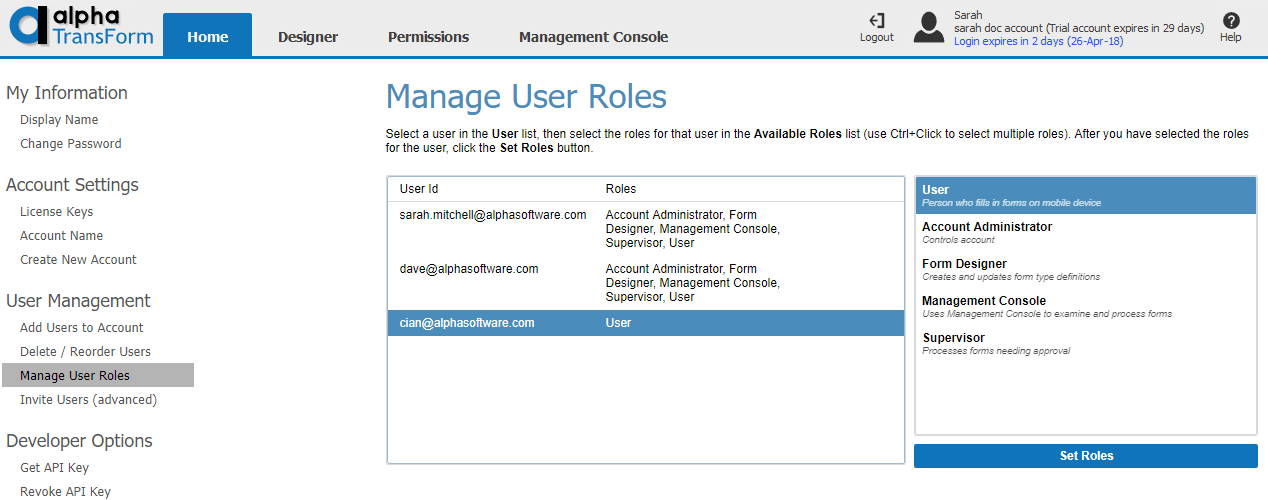 alpha
TransForm
Home
Designer
Permissions
Management Console
Logout
Sarah
sarah doc account (Trial account expires in 29 days)
Login expires in 2 days (26-Apr-18)
Help
My Information
Display Name
Change Password
Account Settings
License Keys
Account Name
Create New Account
User Management
Add Users to Account
Delete / Reorder Users
Manage User Roles
Invite Users (advanced)
Developer Options
Get API Key
Revoke API Key
Manage User Roles
Select a user in the User list, then select the roles for that user in the Available Roles list (use Ctrl+Click to select multiple roles). After you have selected the roles
for the user, click the Set Roles button.
User Id Roles
sarah.mitchell@alphasoftware.com Account Administrator, Form
Designer, Management Console,
Supervisor, User
dave@alphasoftware.com Account Administrator, Form
Designer, Management Console,
Supervisor, User
cian@alphasoftware.com User
User
Person who fills in forms on mobile device
Account Administrator
Controls account
Form Designer
Creates and updates form type definitions
Management Console
Uses Management Console to examine and process forms
Supervisor
Processes forms needing approval
Set Roles